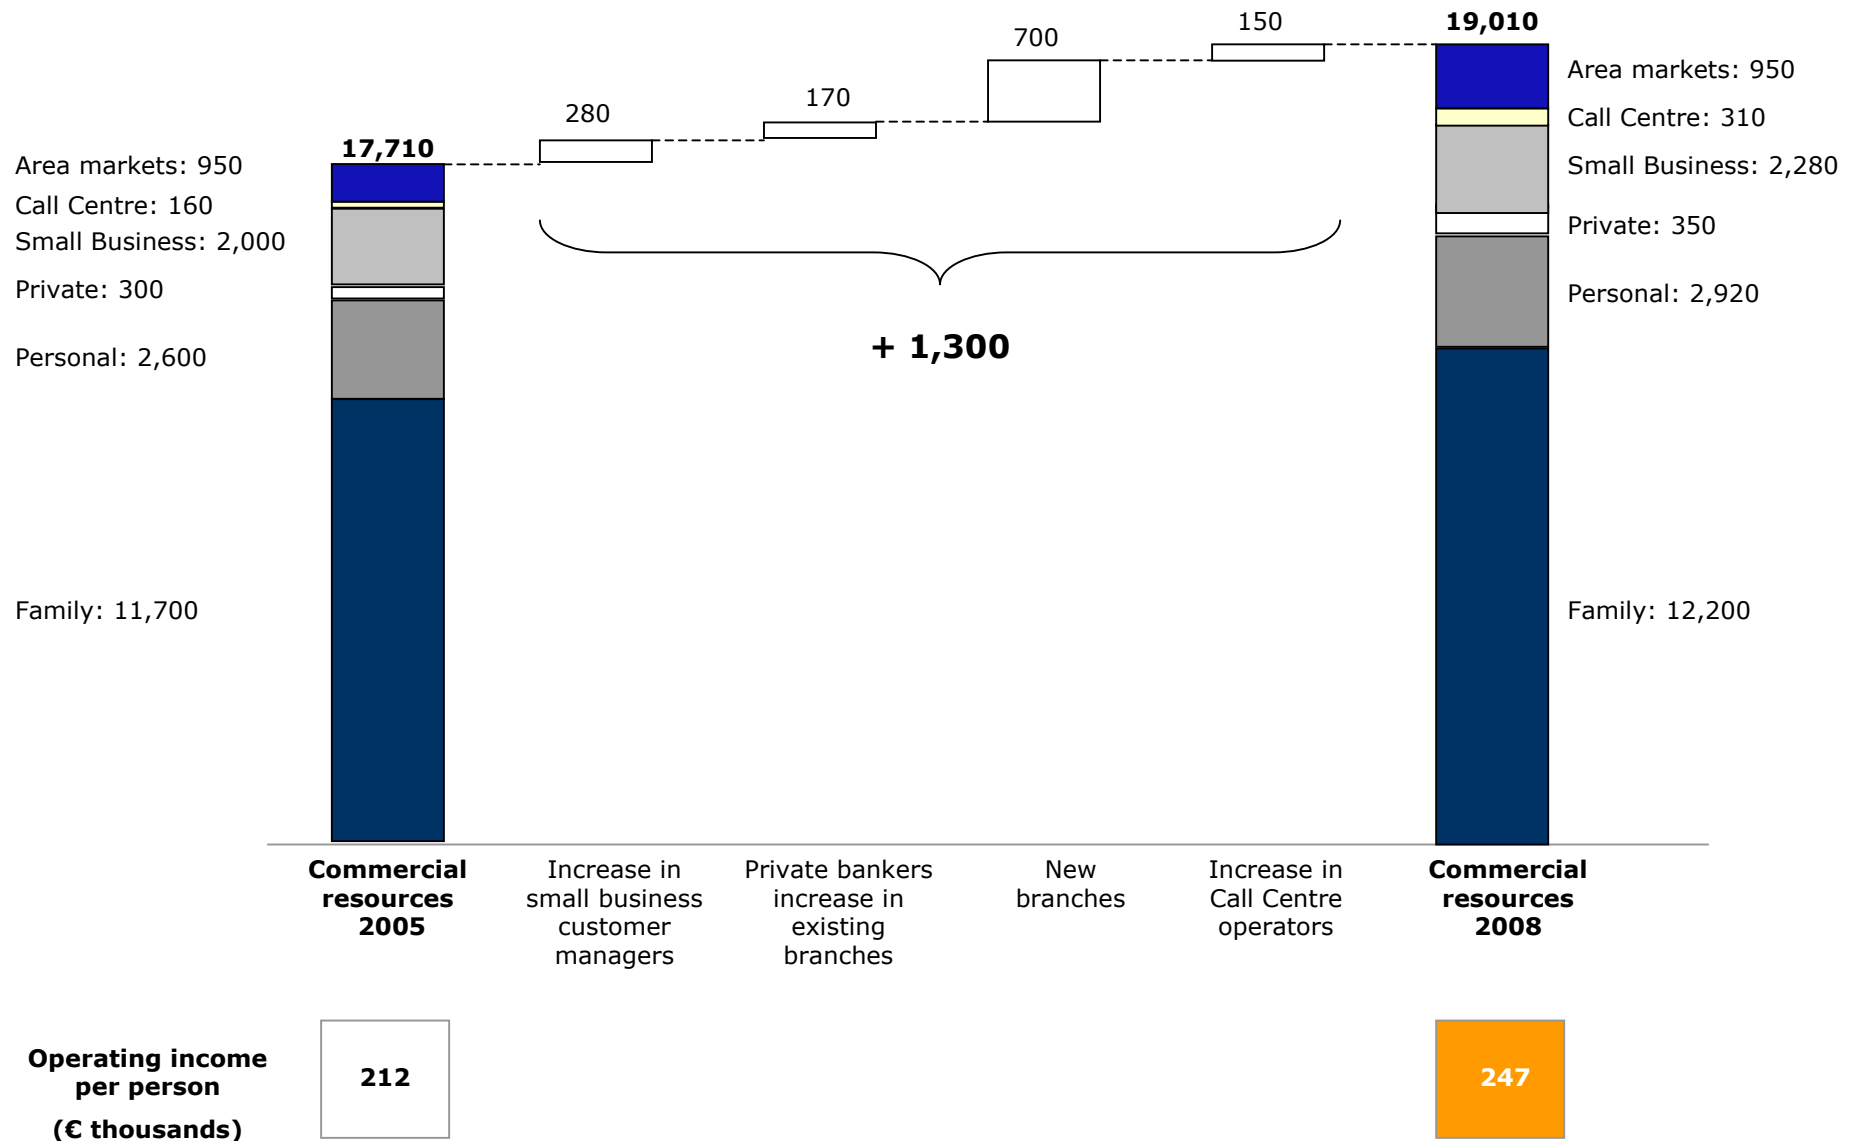 150
19,010
700
Area markets: 950
280
170
Call Centre: 310
17,710
Area markets: 950
Small Business: 2,280
Call Centre: 160
Small Business: 2,000
Private: 350
Private: 300
Personal: 2,920
+ 1,300
Personal: 2,600
Family: 11,700
Family: 12,200
Commercial
resources
2005
Increase in
small business
customer
managers
Private bankers
increase in
existing
branches
New
branches
Increase in
Call Centre
operators
Commercial
resources
2008
Operating income
per person
(€ thousands)
212
247